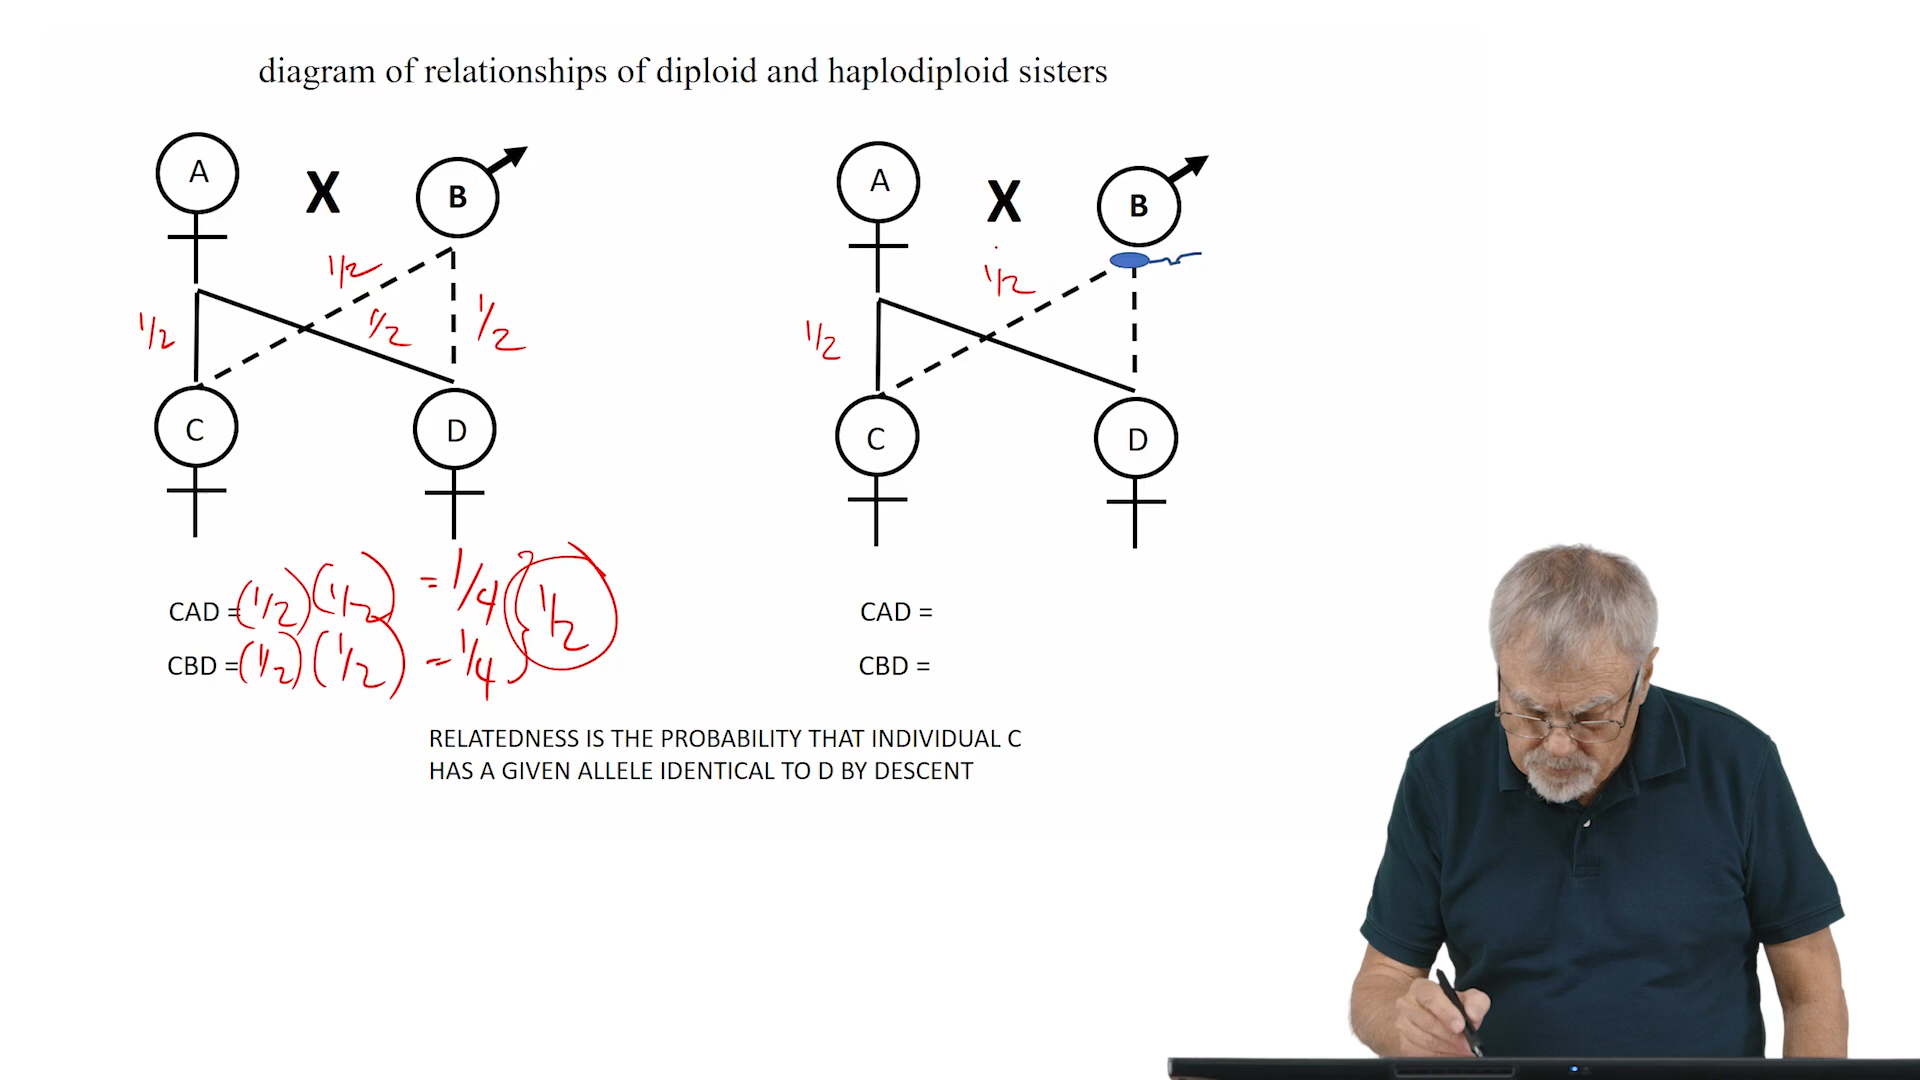 diagram of relationships of diploid and haplodiploid sisters
A X B
1/2 1/2 1/2 1/2
C D
CAD = (1/2) (1/2) = 1/4
CBD = (1/2) (1/2) = 1/4
1/2
A X B
1/2 1/2
C D
CAD =
CBD =
RELATEDNESS IS THE PROBABILITY THAT INDIVIDUAL C
HAS A GIVEN ALLELE IDENTICAL TO D BY DESCENT